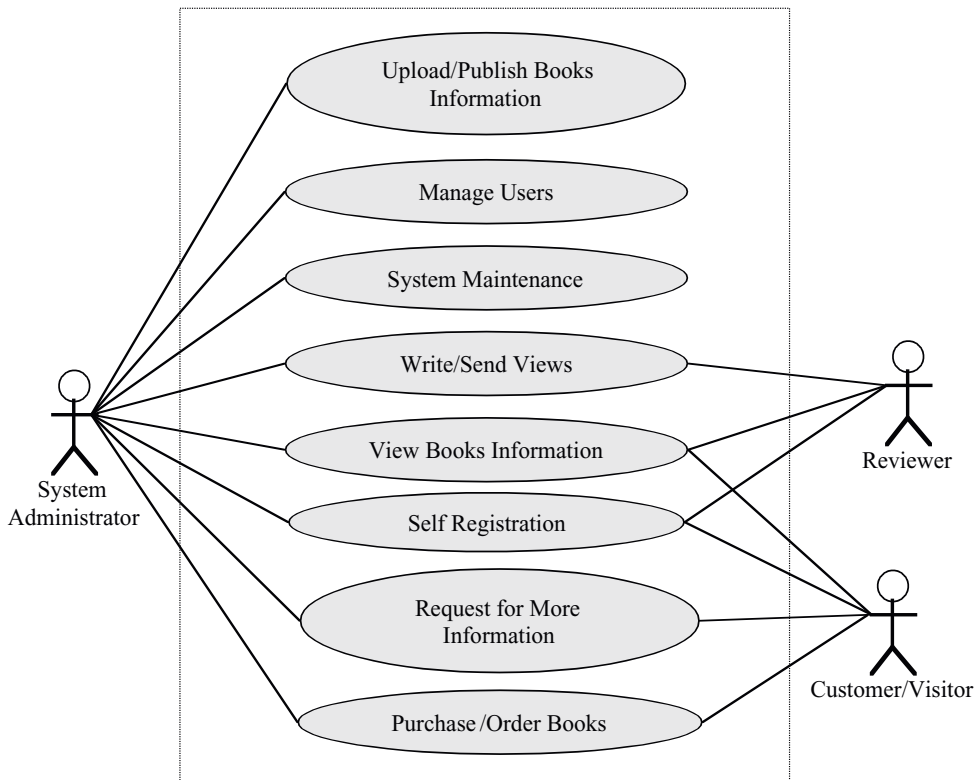 Upload/Publish Books
Information
Manage Users
System Maintenance
Write/Send Views
View Books Information
Self Registration
Request for More
Information
Purchase/Order Books
System
Administrator
Reviewer
Customer/Visitor